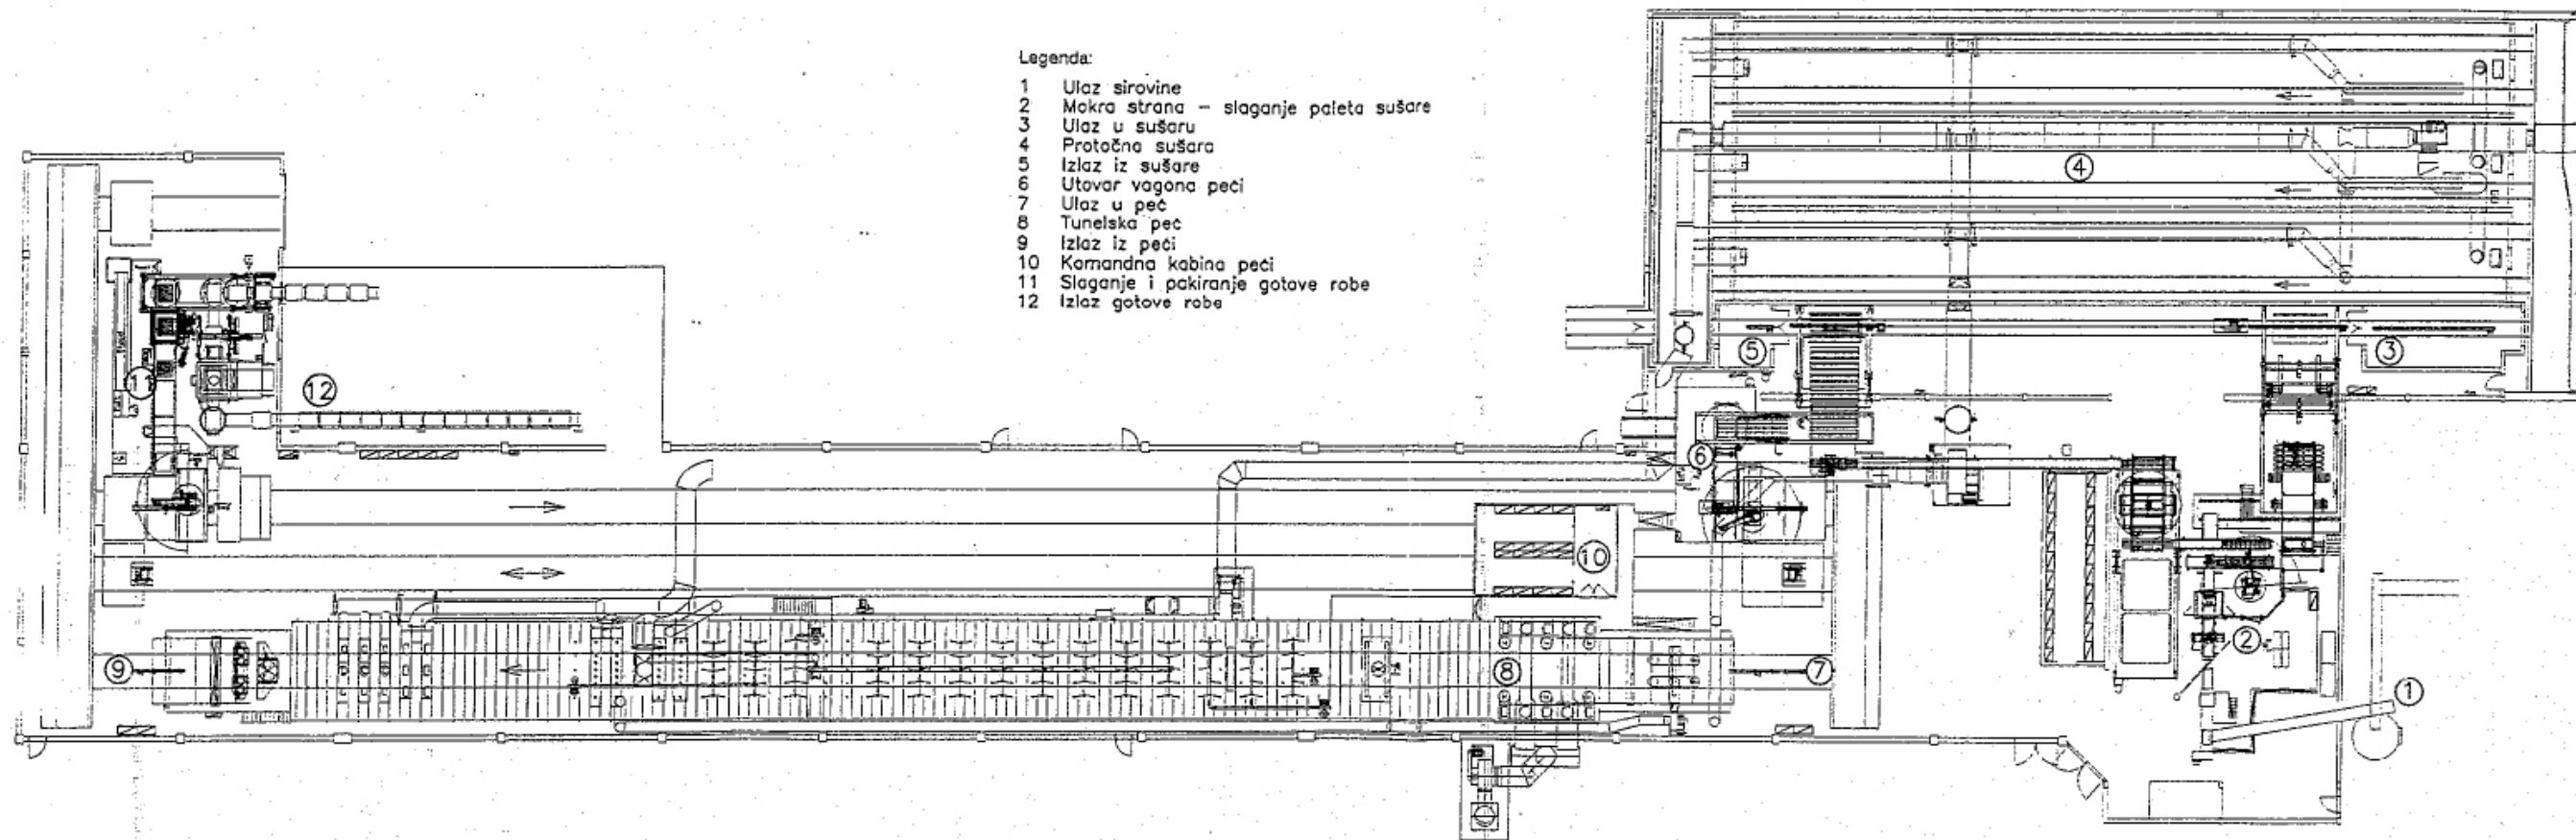 Legenda:
1 Ulaz sirovine
2 Mokra strana - slaganje paleta sušare
3 Ulaz u sušaru
4 Protočna sušara
5 Izlaz iz sušare
6 Utovar vagona peći
7 Ulaz u peć
8 Tunelska peć
9 Izlaz iz peći
10 Komandna kabina peći
11 Slaganje i pakiranje gotove robe
12 Izlaz gotove robe
4
5
3
11
12
6
10
2
9
8
7
1